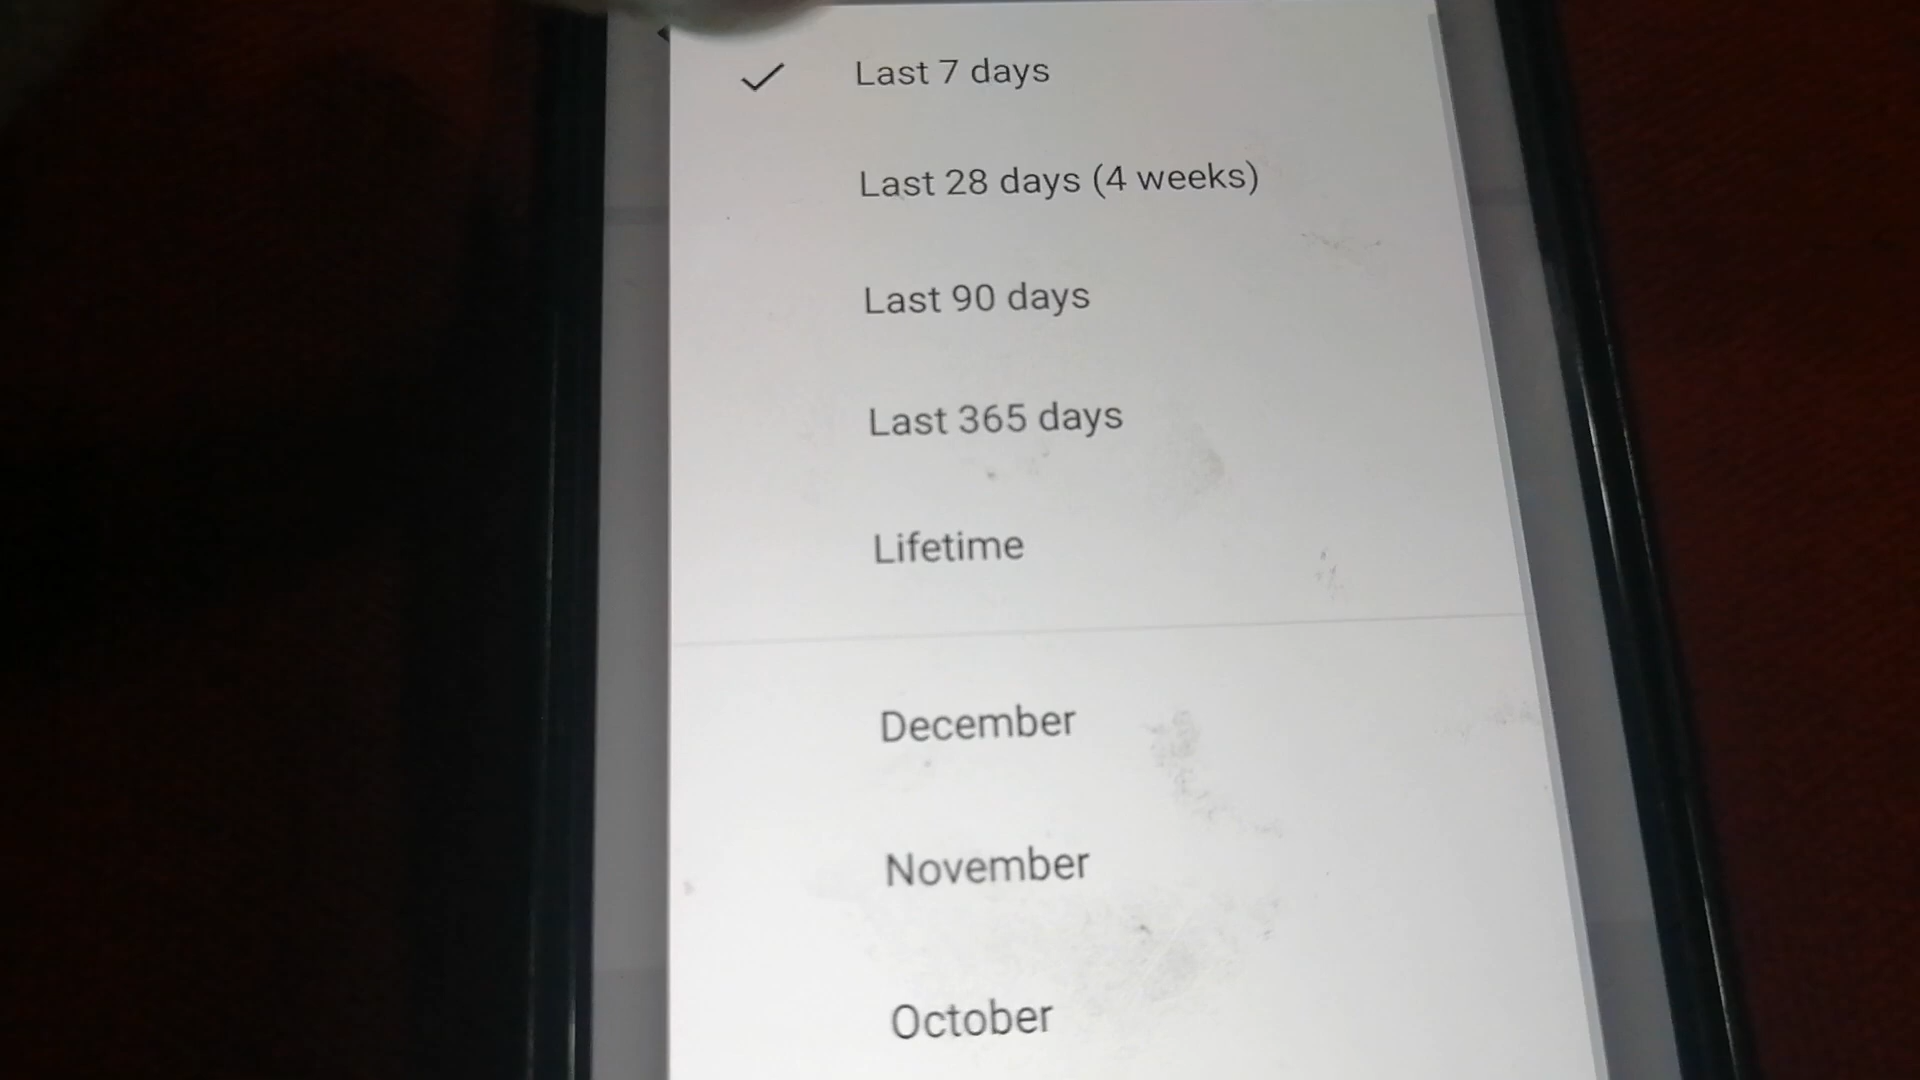 Last 7 days
Last 28 days (4 weeks)
Last 90 days
Last 365 days
Lifetime
December
November
October